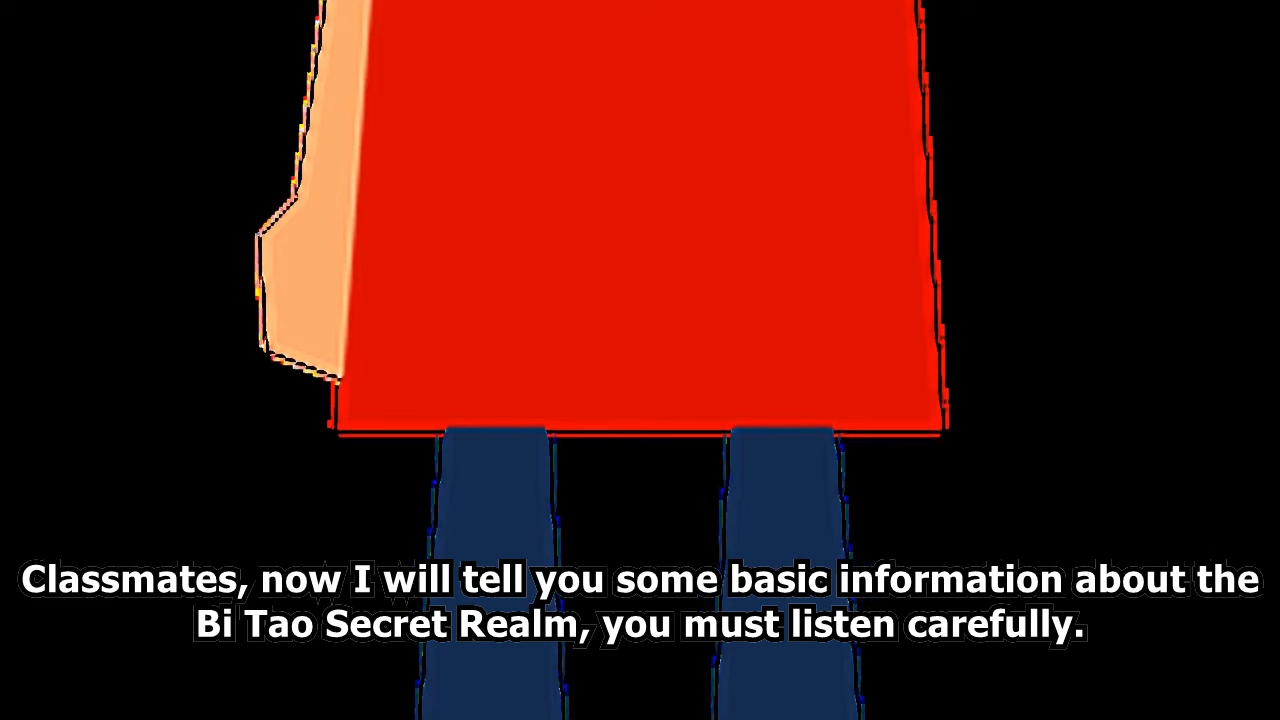 Classmates, now I will tell you some basic information about the
Bi Tao Secret Realm, you must listen carefully.